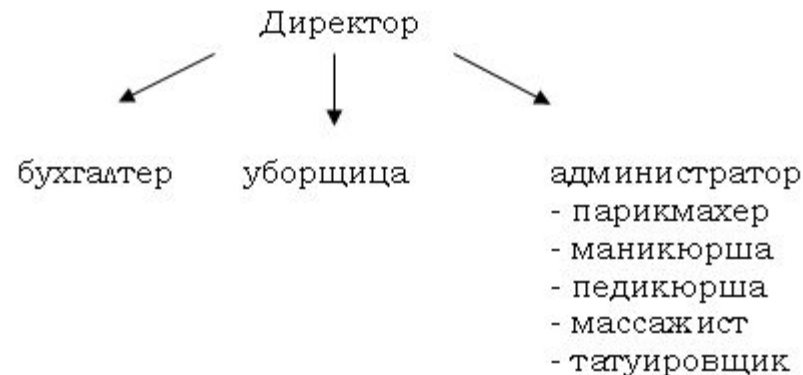 Директор
бухгалтер уборщица администратор
- парикмахер
- маникюрша
- педикюрша
- массажист
- татуировщик